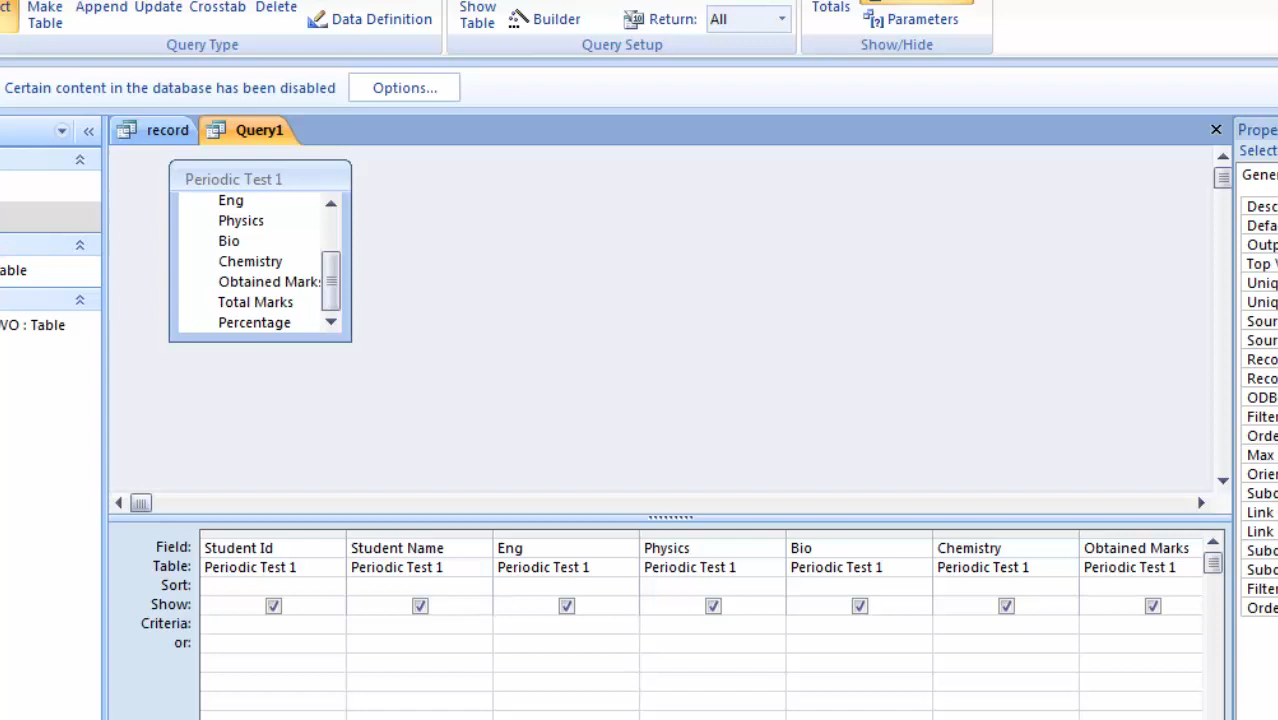 ct Make Append Update Crosstab Delete Show Totals
Table Data Definition Table Builder Return: All Parameters
Query Type Query Setup Show/Hide
Certain content in the database has been disabled Options...
record Query1 Prope
Select
Gener
Periodic Test 1
Eng
Physics
Bio
Chemistry
Obtained Marks
Total Marks
Percentage
able
WO : Table
Desc
Defa
Outp
Top V
Uniq
Uniq
Sour
Sour
Reco
Reco
ODB
Filter
Orde
Max
Orier
Subd
Link
Link
Subd
Subd
Filter
Orde
Field: Student Id Student Name Eng Physics Bio Chemistry Obtained Marks
Table: Periodic Test 1 Periodic Test 1 Periodic Test 1 Periodic Test 1 Periodic Test 1 Periodic Test 1 Periodic Test 1
Sort:
Show:
Criteria:
or: